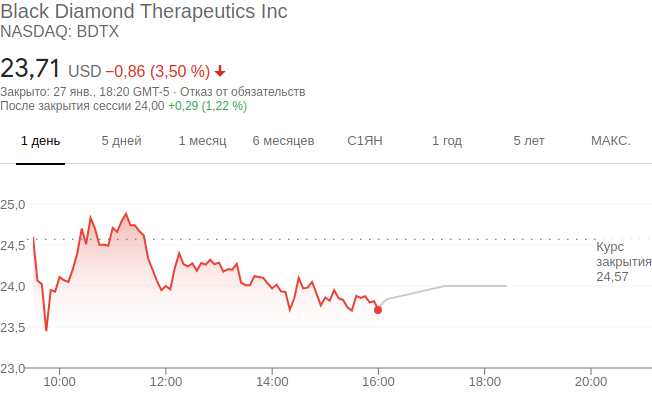 Black Diamond Therapeutics Inc
NASDAQ: BDTX
23,71 USD −0,86 (3,50 %)
Закрыто: 27 янв., 18:20 GMT-5 · Отказ от обязательств
После закрытия сессии 24,00 +0,29 (1,22 %)
1 день 5 дней 1 месяц 6 месяцев С1ЯН 1 год 5 лет МАКС.
25,0
24,5
24,0
23,5
23,0
Курс
закрытия
24,57
10:00 12:00 14:00 16:00 18:00 20:00